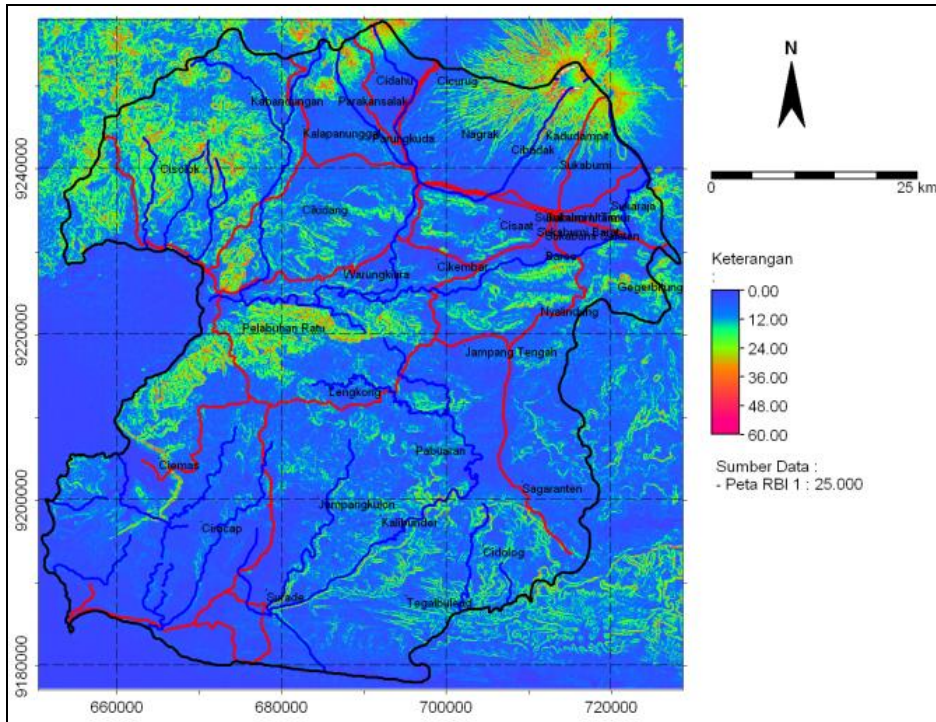 N
0
25 km
Keterangan
:
0.00
12.00
24.00
36.00
48.00
60.00
Sumber Data :
- Peta RBI 1 : 25.000
Cidahu
Cicurug
Kabandungan
Parakansalak
Kalapanunggal
Parungkuda
Nagrak
Kadudampit
Cibadak
Sukabumi
Cisolok
Sukaraja
Cikidang
Cisaat
Baros
Warungkiara
Cikembar
Gegerbitung
Nyalindung
Pelabuhan Ratu
Jampang Tengah
Lengkong
Pabuaran
Ciemas
Sagaranten
Jampangkulon
Kalibunder
Ciracap
Cidolog
Surade
Tegalbuleud
9240000
9220000
9200000
9180000
660000
680000
700000
720000